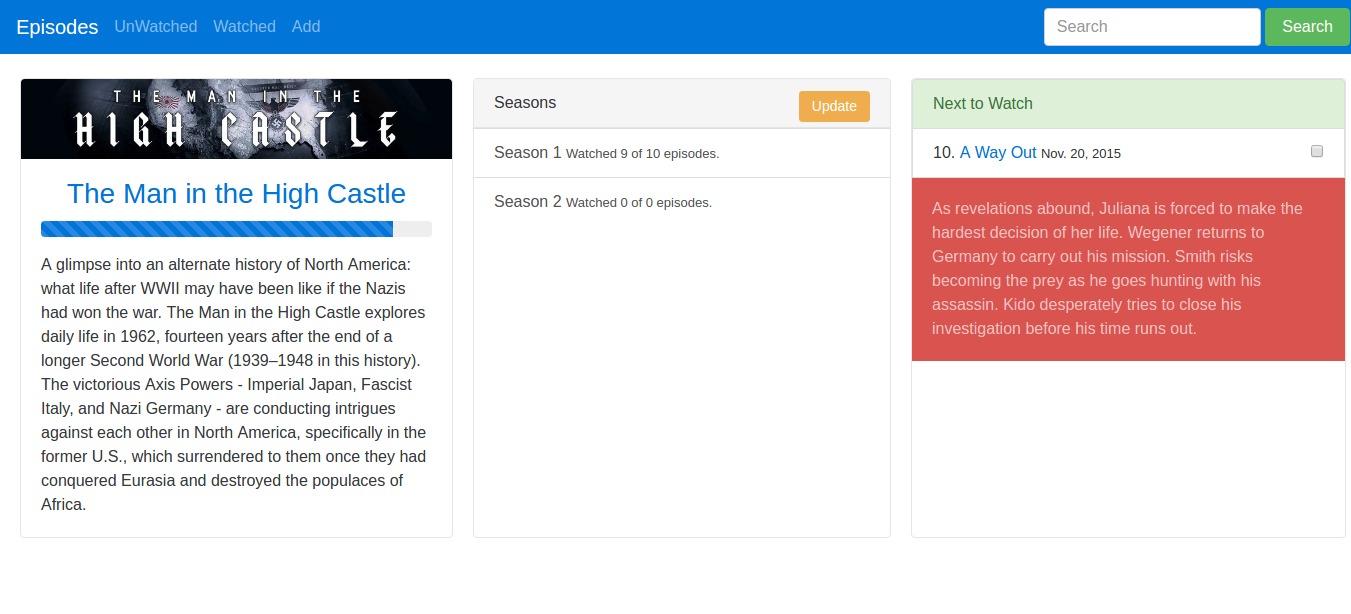 Episodes UnWatched Watched Add Search Search
THE MAN IN THE
HIGH CASTLE
The Man in the High Castle
A glimpse into an alternate history of North America:
what life after WWII may have been like if the Nazis
had won the war. The Man in the High Castle explores
daily life in 1962, fourteen years after the end of a
longer Second World War (1939–1948 in this history).
The victorious Axis Powers - Imperial Japan, Fascist
Italy, and Nazi Germany - are conducting intrigues
against each other in North America, specifically in the
former U.S., which surrendered to them once they had
conquered Eurasia and destroyed the populaces of
Africa.
Seasons Update
Season 1 Watched 9 of 10 episodes.
Season 2 Watched 0 of 0 episodes.
Next to Watch
10. A Way Out Nov. 20, 2015
As revelations abound, Juliana is forced to make the
hardest decision of her life. Wegener returns to
Germany to carry out his mission. Smith risks
becoming the prey as he goes hunting with his
assassin. Kido desperately tries to close his
investigation before his time runs out.